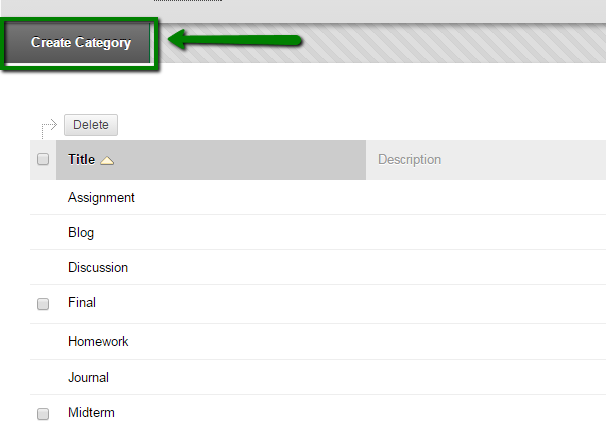 Create Category
Delete
Title Description
Assignment
Blog
Discussion
Final
Homework
Journal
Midterm